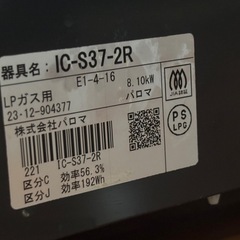 器具名：IC-S37-2R
E1-4-16 8.10kW
LPガス用
23-12-904377
株式会社パロマ
PS
LPG
221 IC-S37-2R
区分C 効率56.3%
区分J 効率192Wh